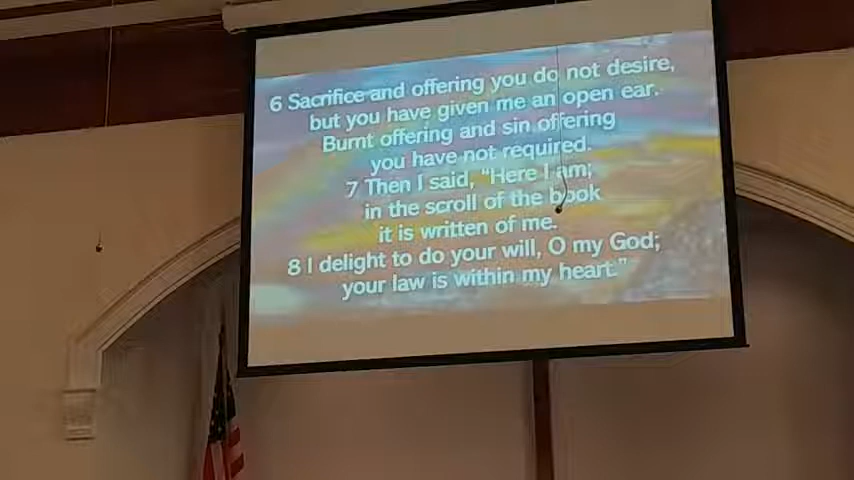 6 Sacrifice and offering you do not desire,
but you have given me an open ear.
Burnt offering and sin offering
you have not required.
7 Then I said, “Here I am;
in the scroll of the book
it is written of me.
8 I delight to do your will, O my God;
your law is within my heart.”